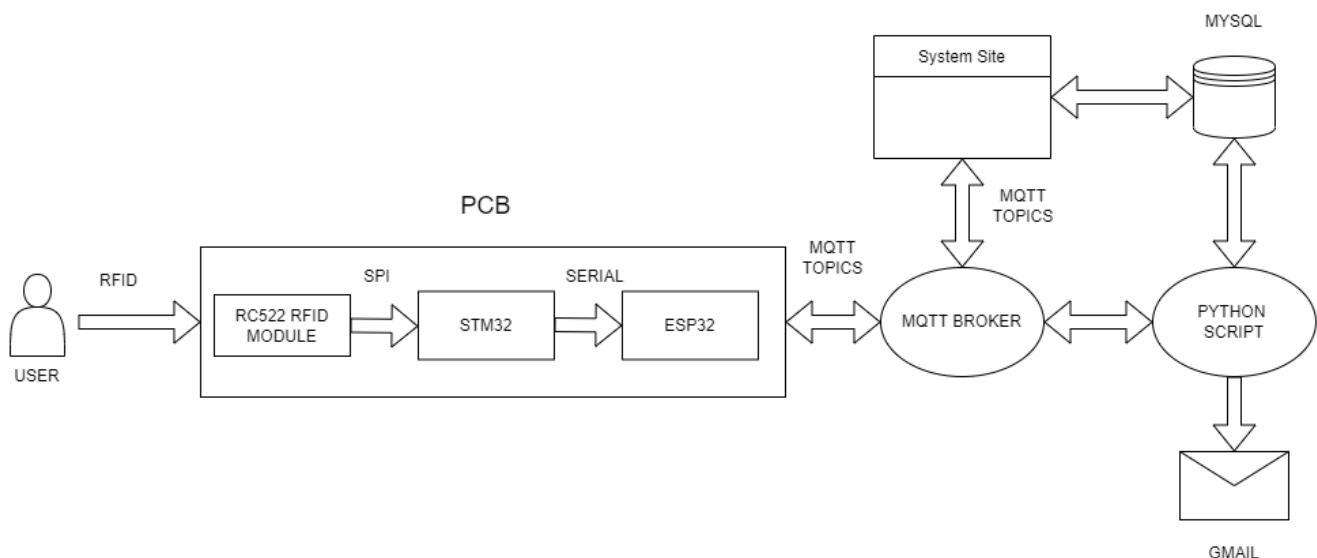 MYSQL
System Site
MQTT
TOPICS
PCB
MQTT
TOPICS
RFID
SPI
SERIAL
RC522 RFID
MODULE
STM32
ESP32
MQTT BROKER
PYTHON
SCRIPT
USER
GMAIL